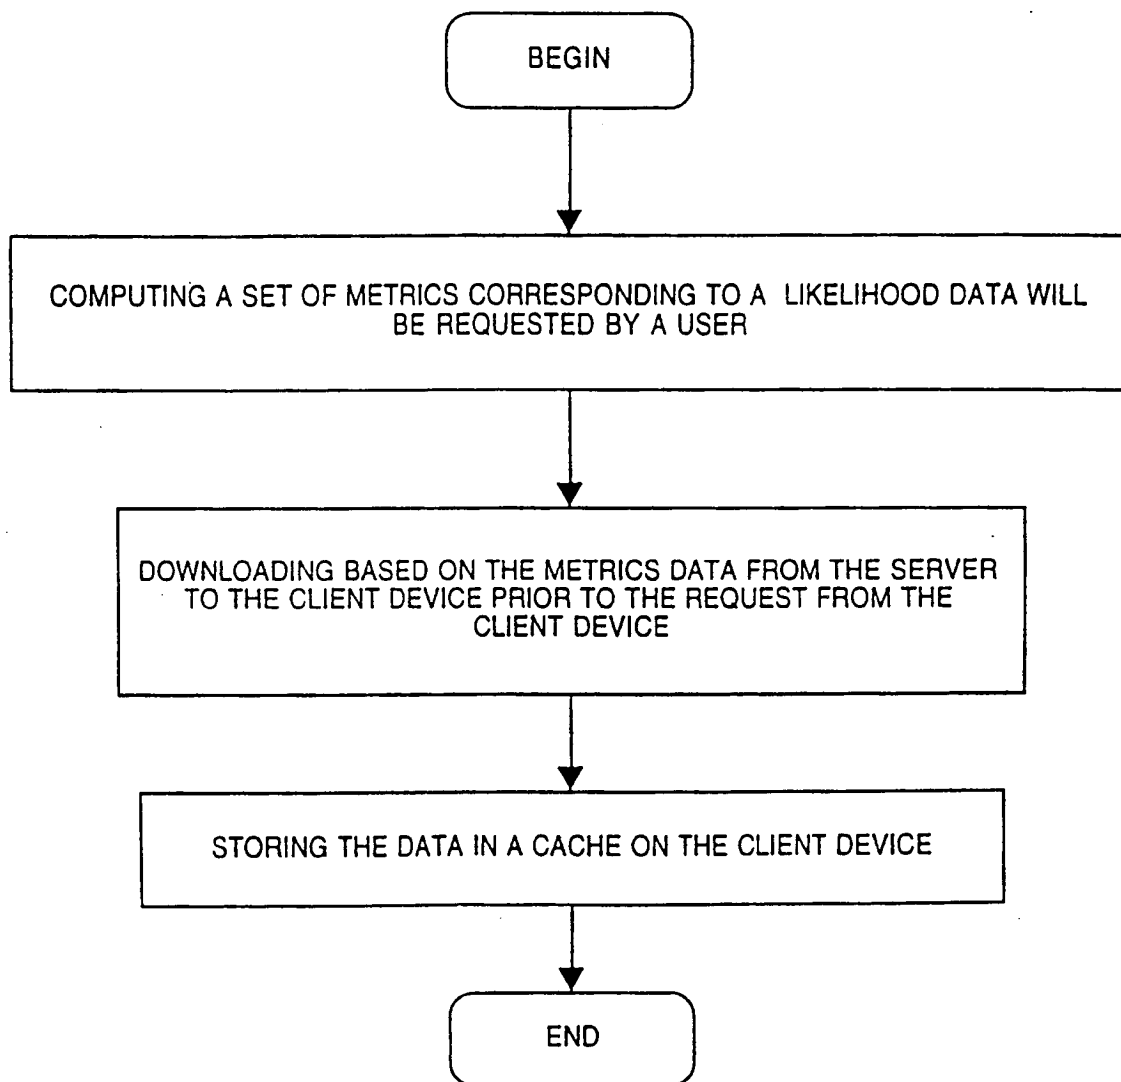 BEGIN
COMPUTING A SET OF METRICS CORRESPONDING TO A LIKELIHOOD DATA WILL
BE REQUESTED BY A USER
DOWNLOADING BASED ON THE METRICS DATA FROM THE SERVER
TO THE CLIENT DEVICE PRIOR TO THE REQUEST FROM THE
CLIENT DEVICE
STORING THE DATA IN A CACHE ON THE CLIENT DEVICE
END